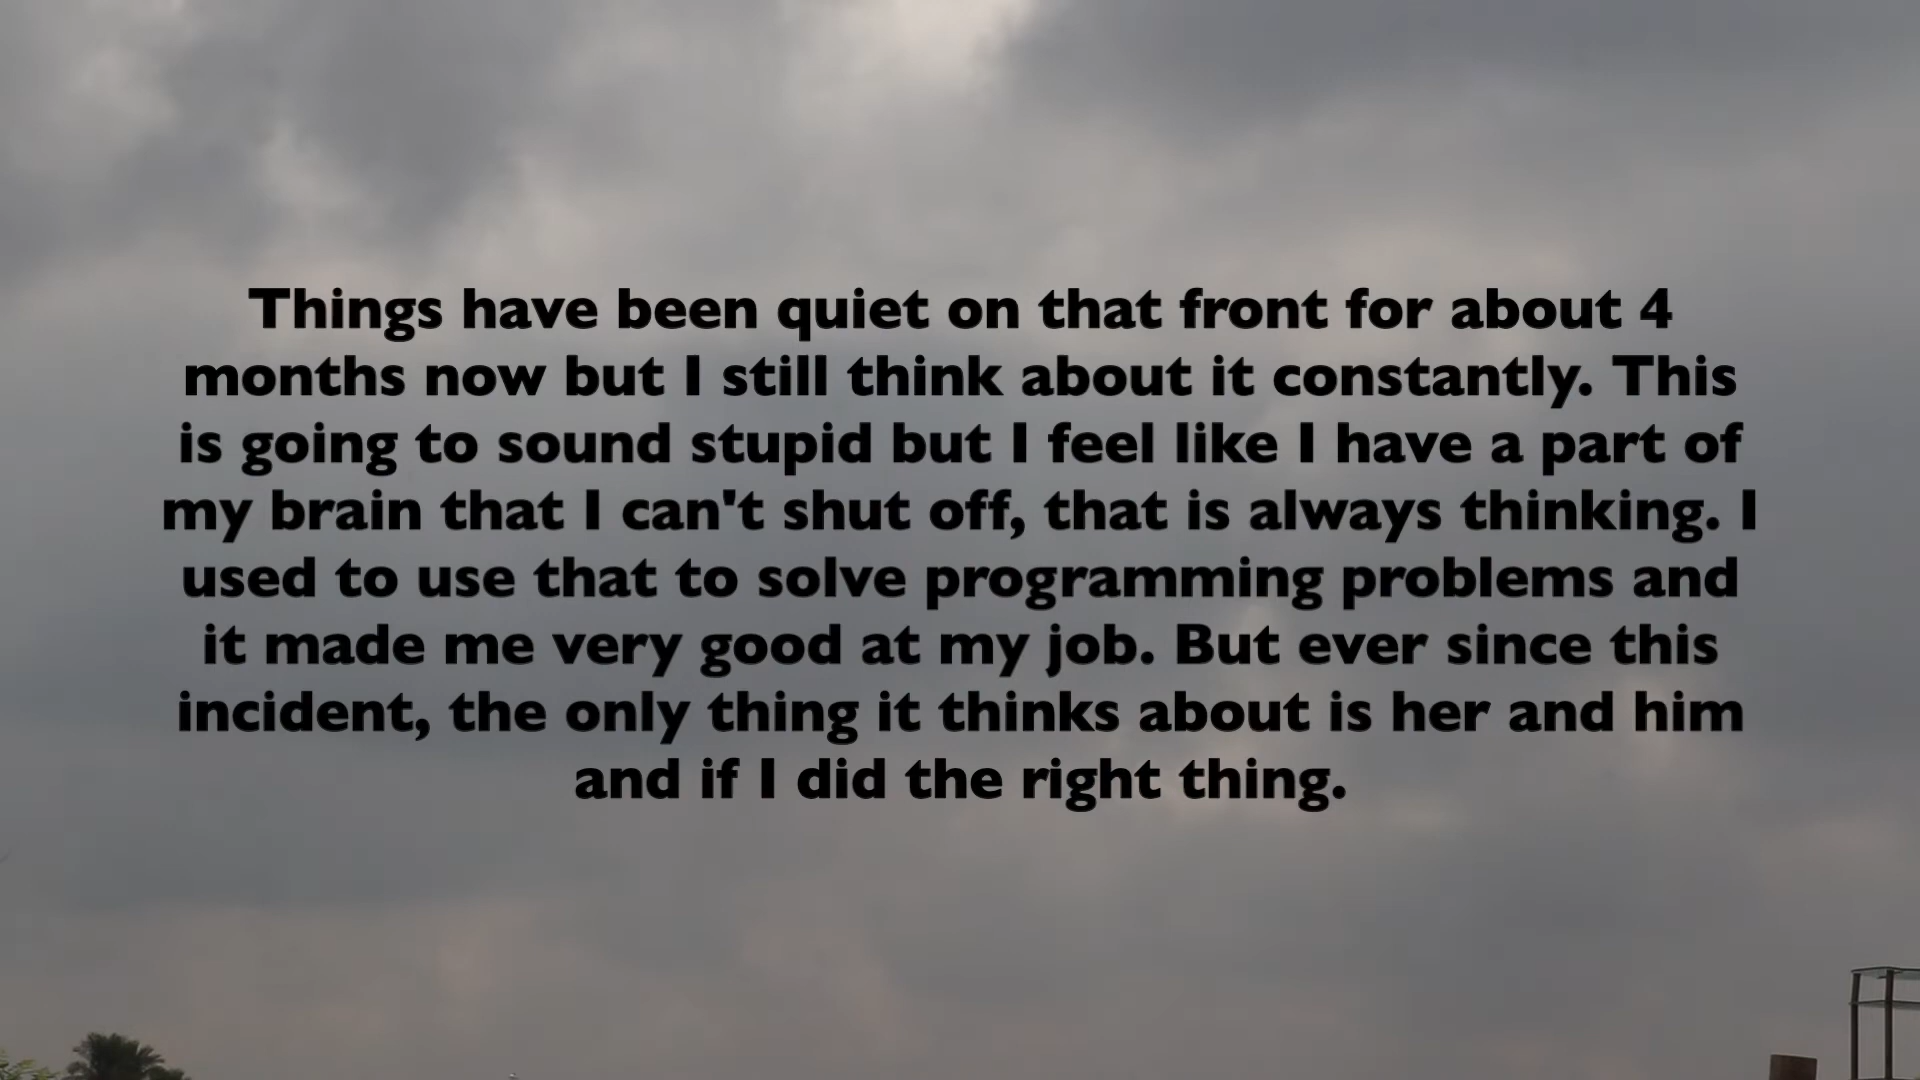 Things have been quiet on that front for about 4
months now but I still think about it constantly. This
is going to sound stupid but I feel like I have a part of
my brain that I can't shut off, that is always thinking. I
used to use that to solve programming problems and
it made me very good at my job. But ever since this
incident, the only thing it thinks about is her and him
and if I did the right thing.